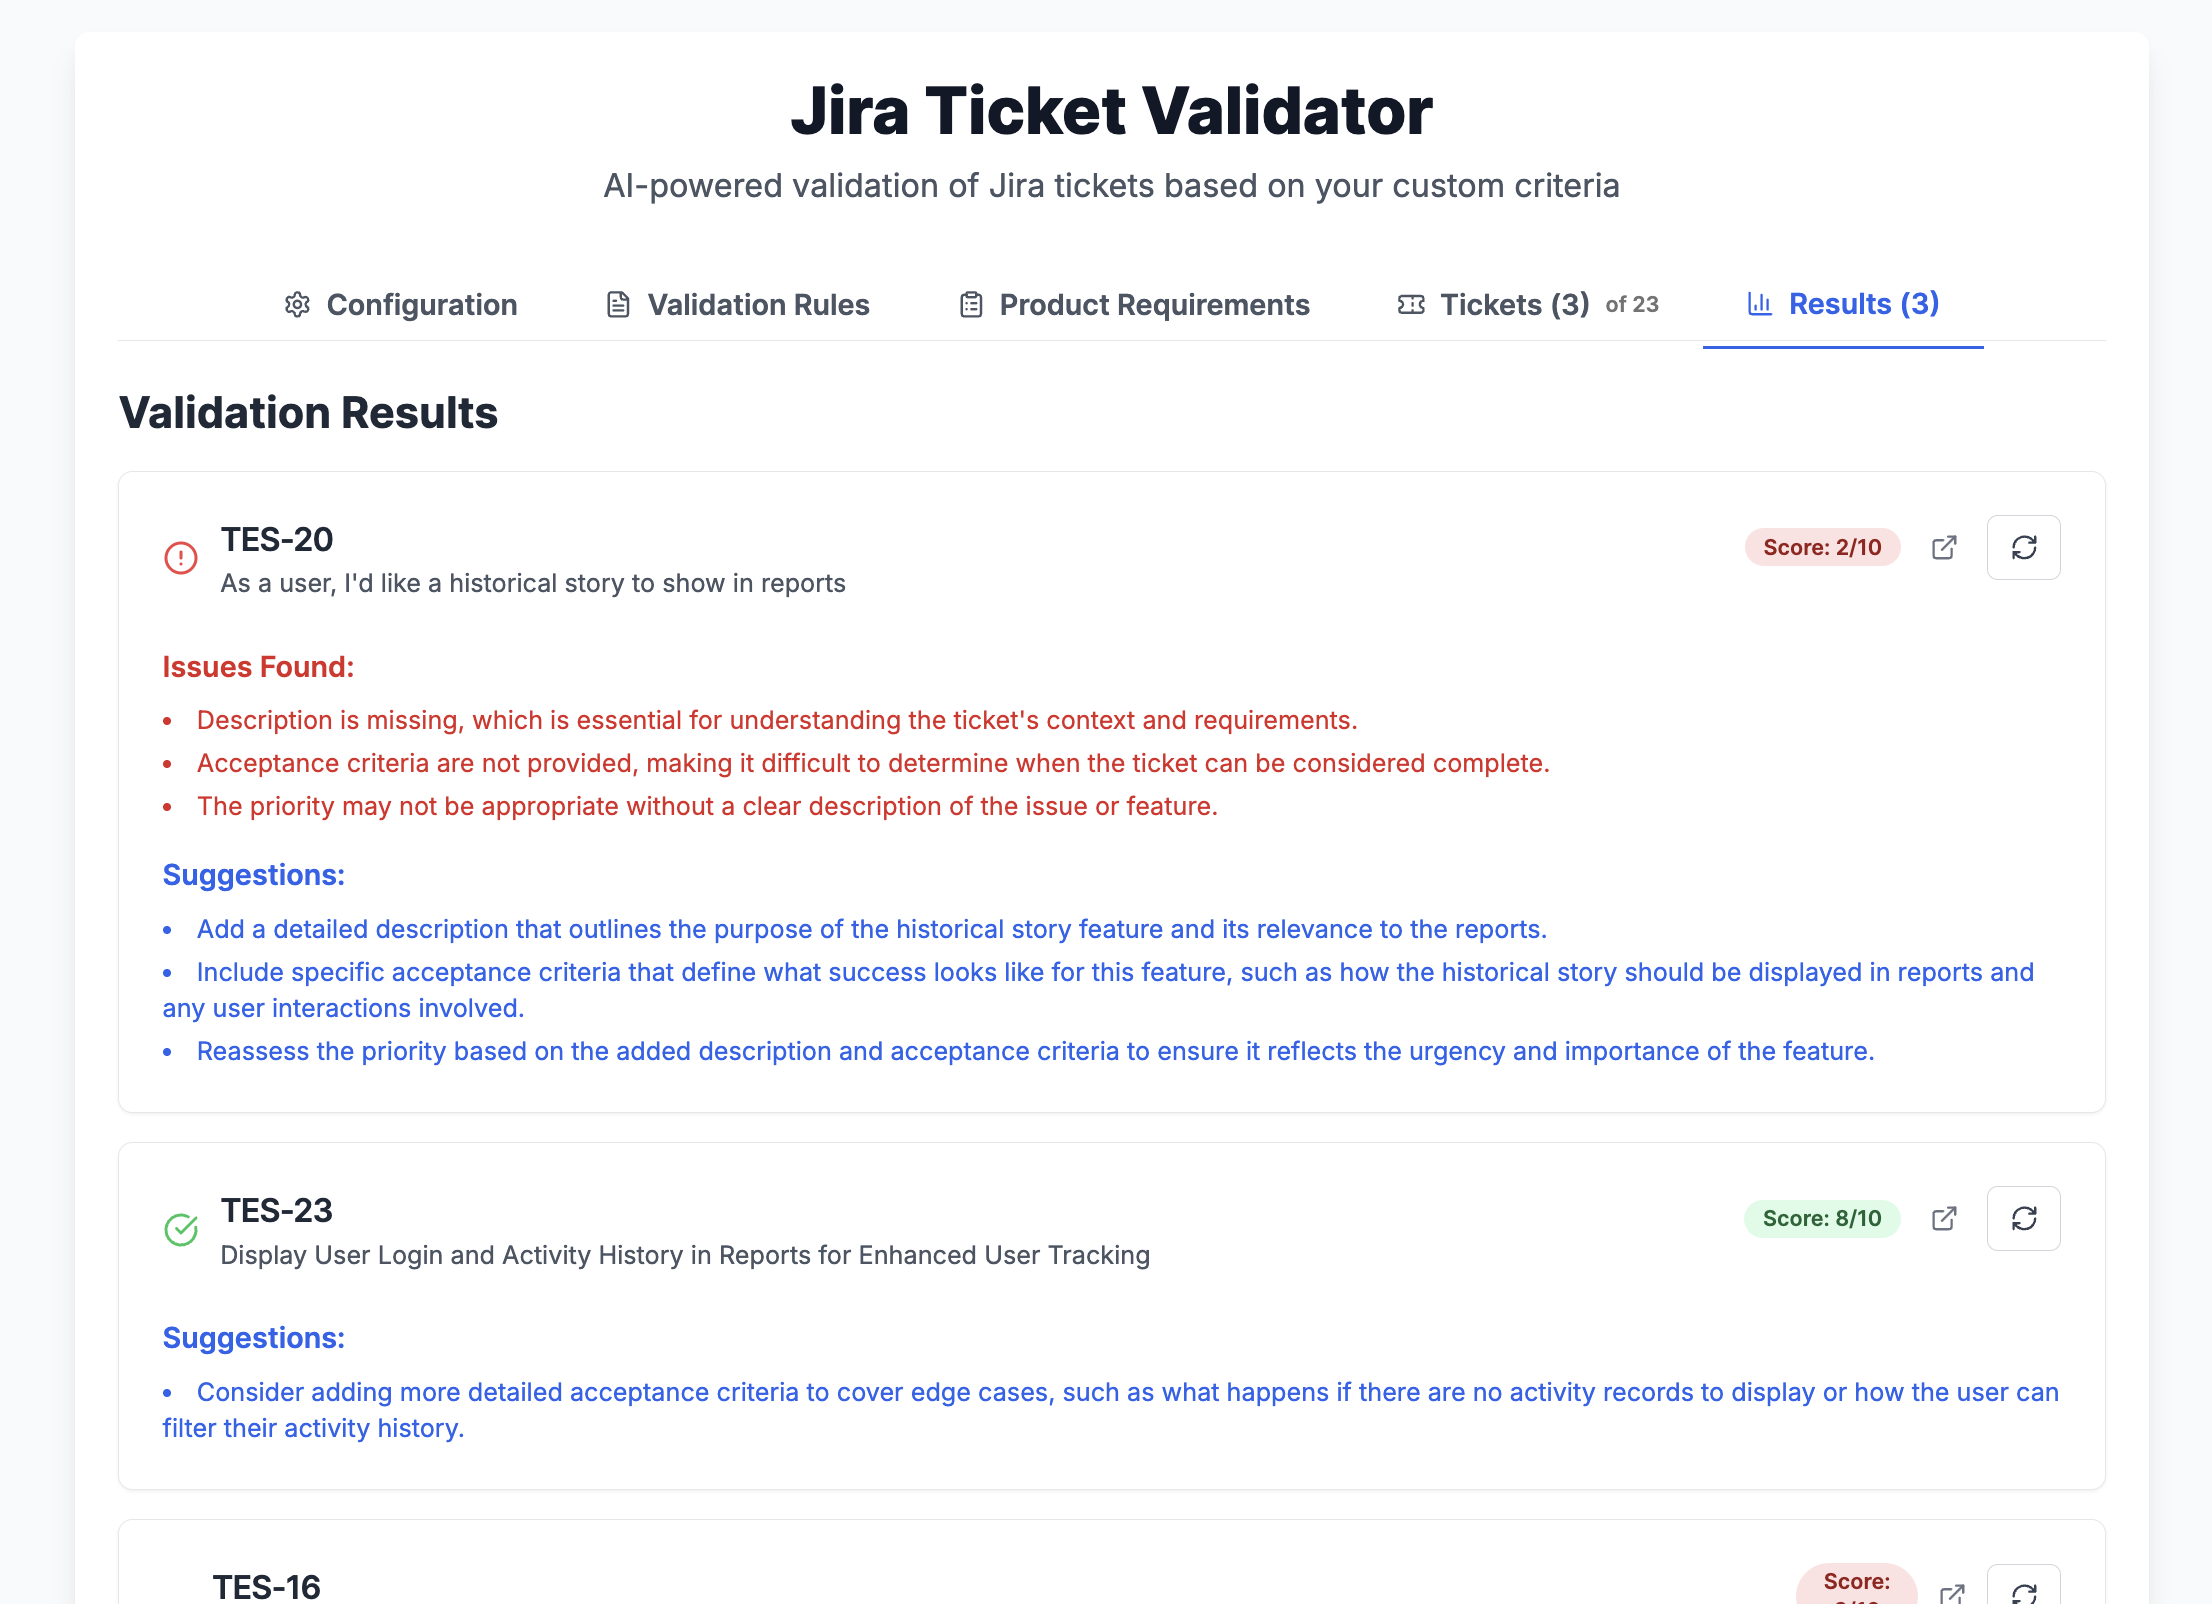 Jira Ticket Validator
AI-powered validation of Jira tickets based on your custom criteria
Configuration
Validation Rules
Product Requirements
Tickets (3) of 23
Results (3)
Validation Results
TES-20
Score: 2/10
As a user, I'd like a historical story to show in reports
Issues Found:
• Description is missing, which is essential for understanding the ticket's context and requirements.
• Acceptance criteria are not provided, making it difficult to determine when the ticket can be considered complete.
• The priority may not be appropriate without a clear description of the issue or feature.
Suggestions:
• Add a detailed description that outlines the purpose of the historical story feature and its relevance to the reports.
• Include specific acceptance criteria that define what success looks like for this feature, such as how the historical story should be displayed in reports and
any user interactions involved.
• Reassess the priority based on the added description and acceptance criteria to ensure it reflects the urgency and importance of the feature.
TES-23
Score: 8/10
Display User Login and Activity History in Reports for Enhanced User Tracking
Suggestions:
• Consider adding more detailed acceptance criteria to cover edge cases, such as what happens if there are no activity records to display or how the user can
filter their activity history.
TES-16
Score: